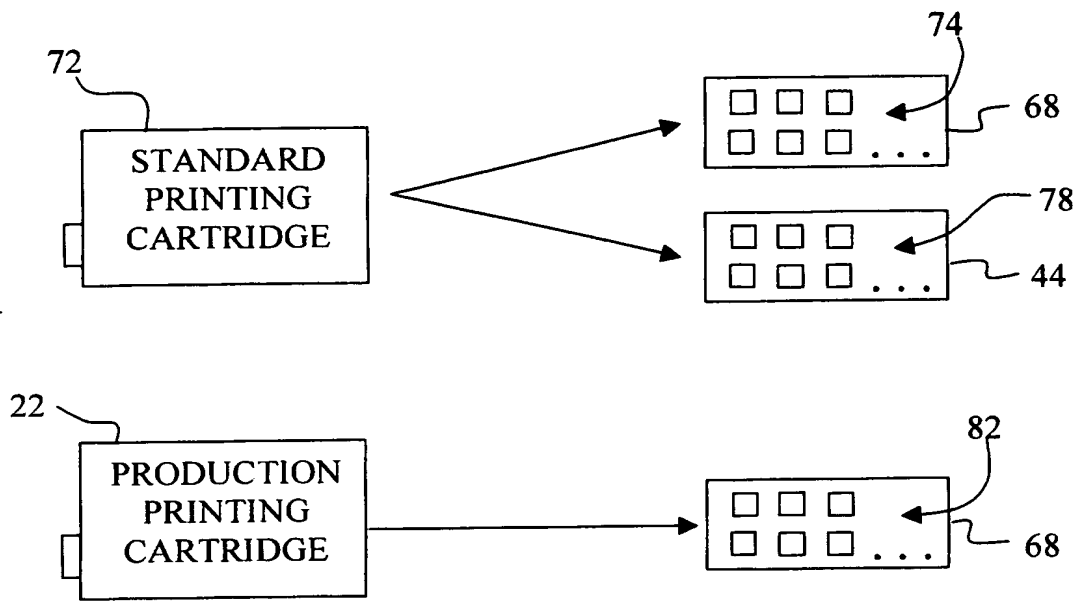 72
STANDARD
PRINTING
CARTRIDGE
74
68
. . .
78
44
. . .
22
PRODUCTION
PRINTING
CARTRIDGE
82
68
. . .